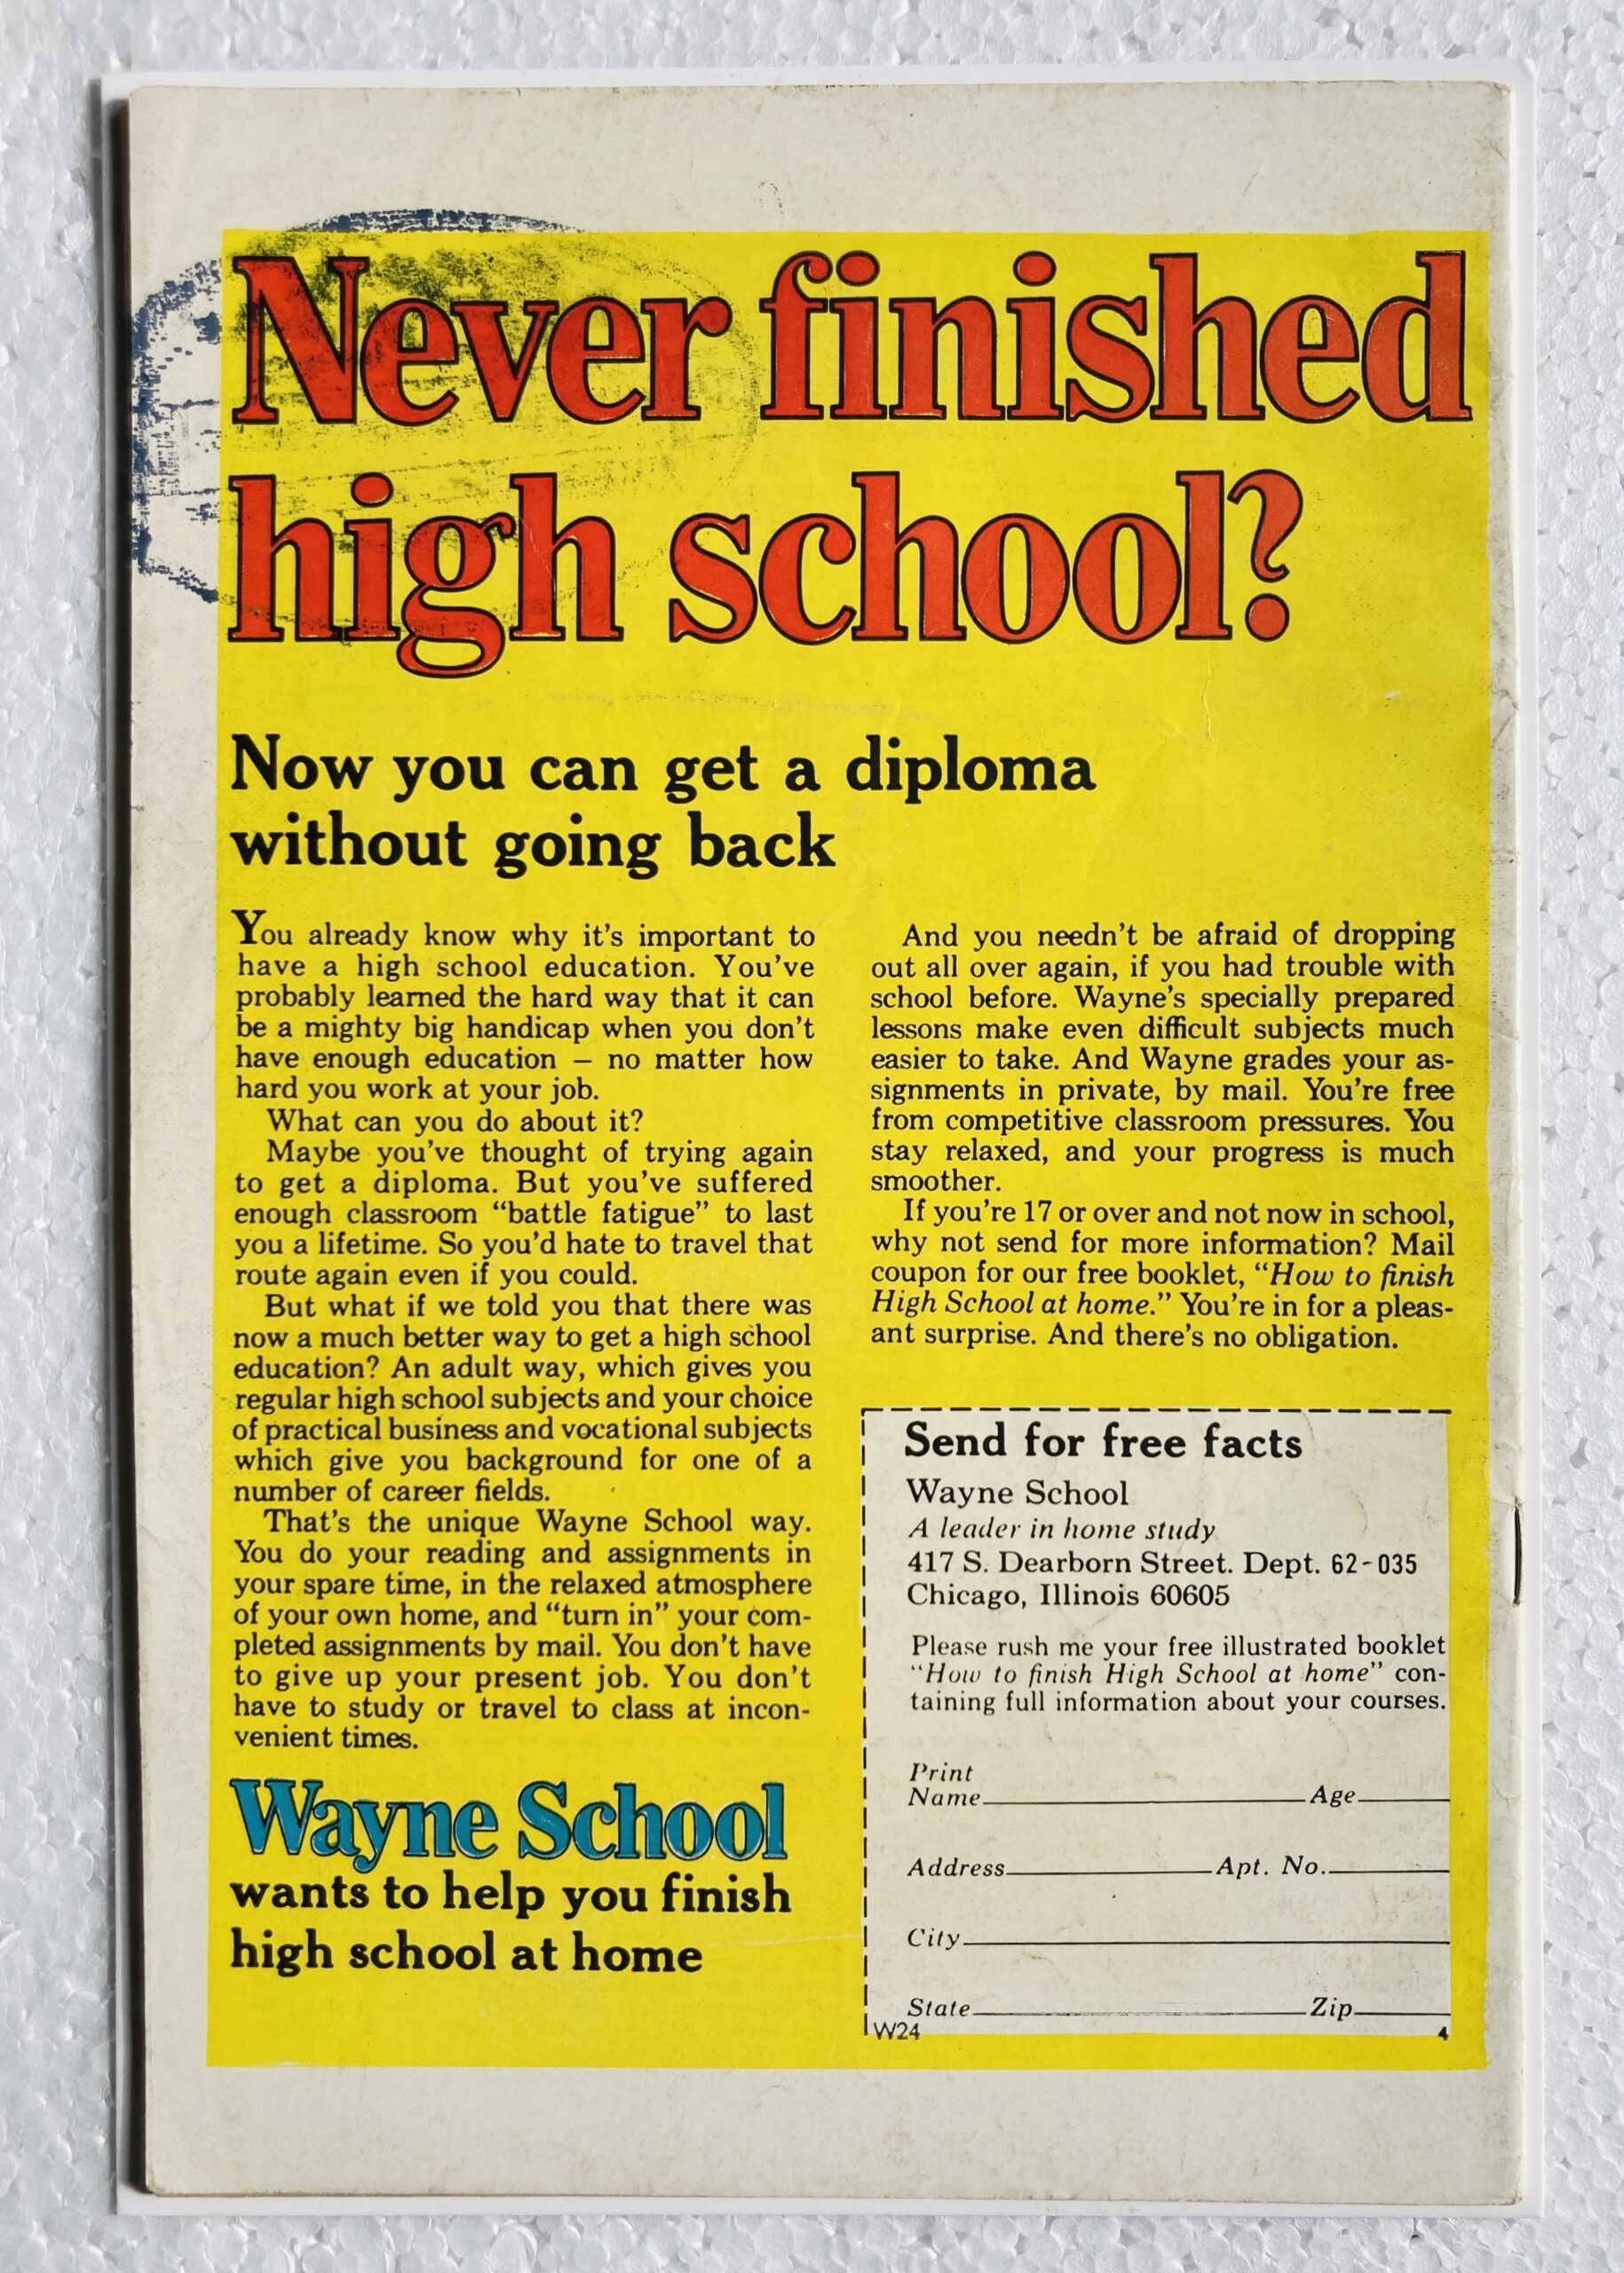 Never finished
high school?
Now you can get a diploma
without going back
You already know why it's important to
have a high school education. You've
probably learned the hard way that it can
be a mighty big handicap when you don't
have enough education – no matter how
hard you work at your job.
What can you do about it?
Maybe you've thought of trying again
to get a diploma. But you've suffered
enough classroom “battle fatigue” to last
you a lifetime. So you'd hate to travel that
route again even if you could.
But what if we told you that there was
now a much better way to get a high school
education? An adult way, which gives you
regular high school subjects and your choice
of practical business and vocational subjects
which give you background for one of a
number of career fields.
That's the unique Wayne School way.
You do your reading and assignments in
your spare time, in the relaxed atmosphere
of your own home, and “turn in” your com-
pleted assignments by mail. You don't have
to give up your present job. You don't
have to study or travel to class at incon-
venient times.
Wayne School
wants to help you finish
high school at home
And you needn't be afraid of dropping
out all over again, if you had trouble with
school before. Wayne's specially prepared
lessons make even difficult subjects much
easier to take. And Wayne grades your as-
signments in private, by mail. You're free
from competitive classroom pressures. You
stay relaxed, and your progress is much
smoother.
If you're 17 or over and not now in school,
why not send for more information? Mail
coupon for our free booklet, “How to finish
High School at home.” You're in for a pleas-
ant surprise. And there's no obligation.
Send for free facts
Wayne School
A leader in home study
417 S. Dearborn Street. Dept. 62-035
Chicago, Illinois 60605
Please rush me your free illustrated booklet
“How to finish High School at home” con-
taining full information about your courses.
Print
Name Age
Address Apt. No.
City
State Zip
W24 4